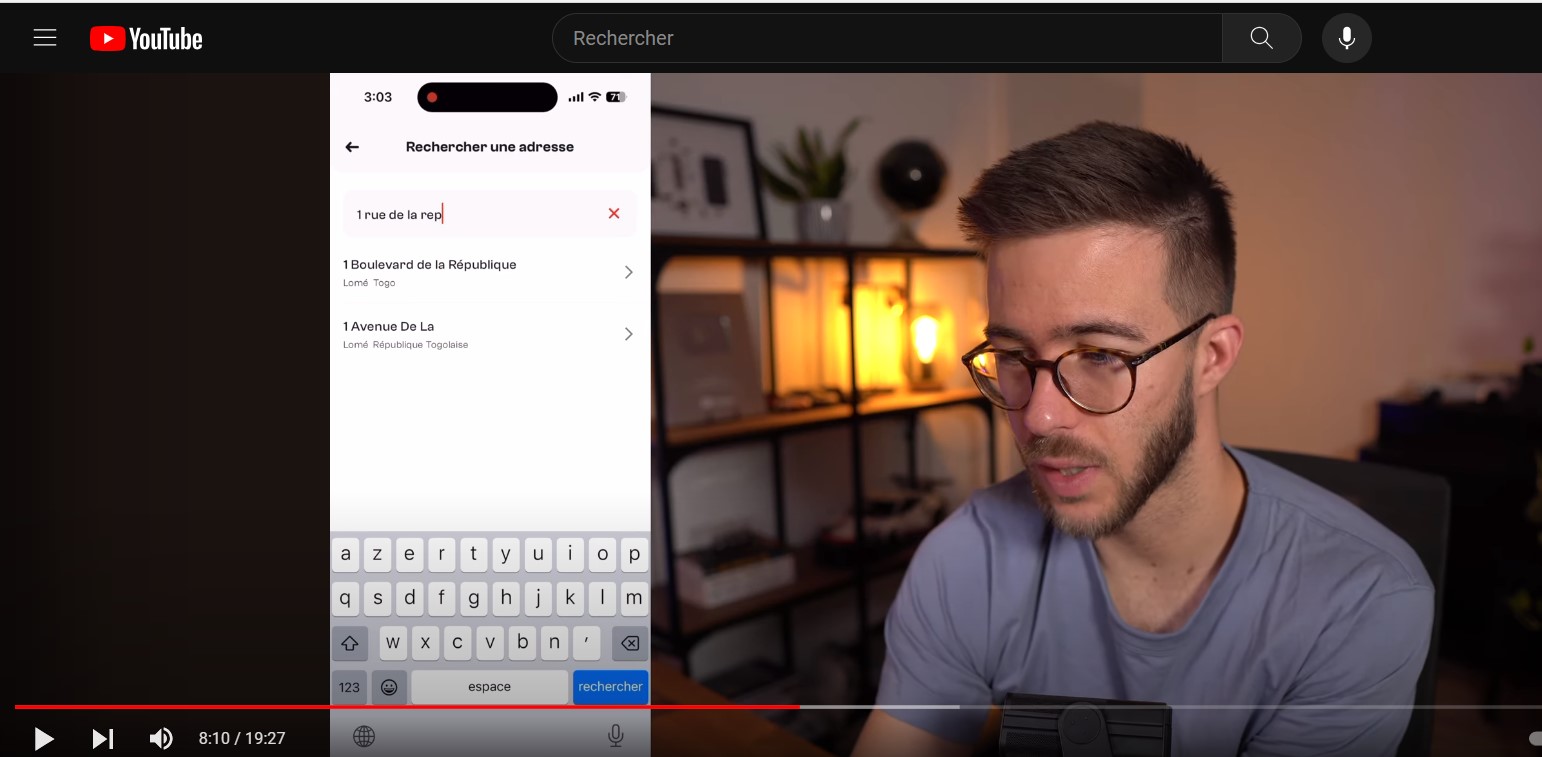 YouTube
Rechercher
3:03
71
Rechercher une adresse
1 rue de la rep
1 Boulevard de la République
Lomé Togo
1 Avenue De La
Lomé République Togolaise
a z e r t y u i o p
q s d f g h j k l m
w x c v b n ʼ
123 espace rechercher
8:10 / 19:27